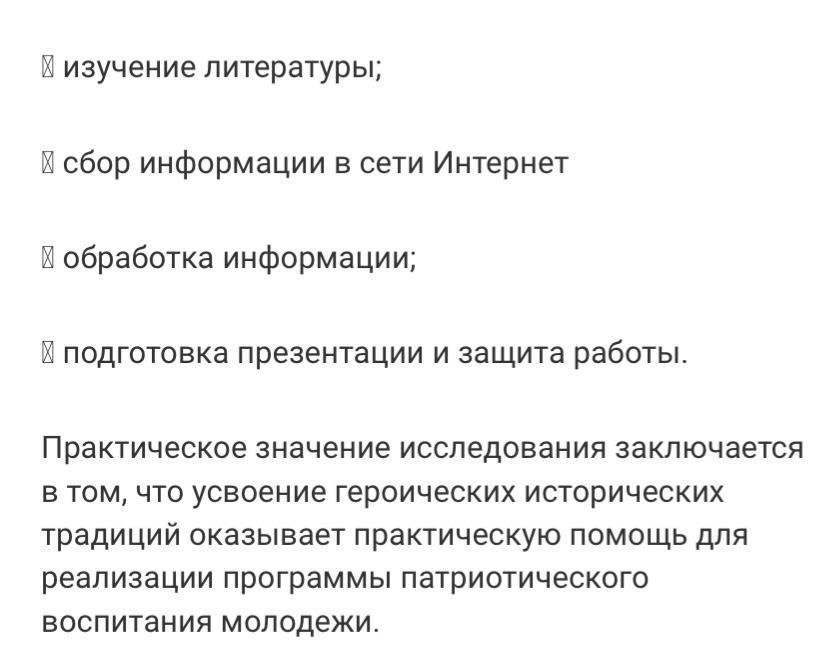 изучение литературы;
сбор информации в сети Интернет
обработка информации;
подготовка презентации и защита работы.
Практическое значение исследования заключается
в том, что усвоение героических исторических
традиций оказывает практическую помощь для
реализации программы патриотического
воспитания молодежи.